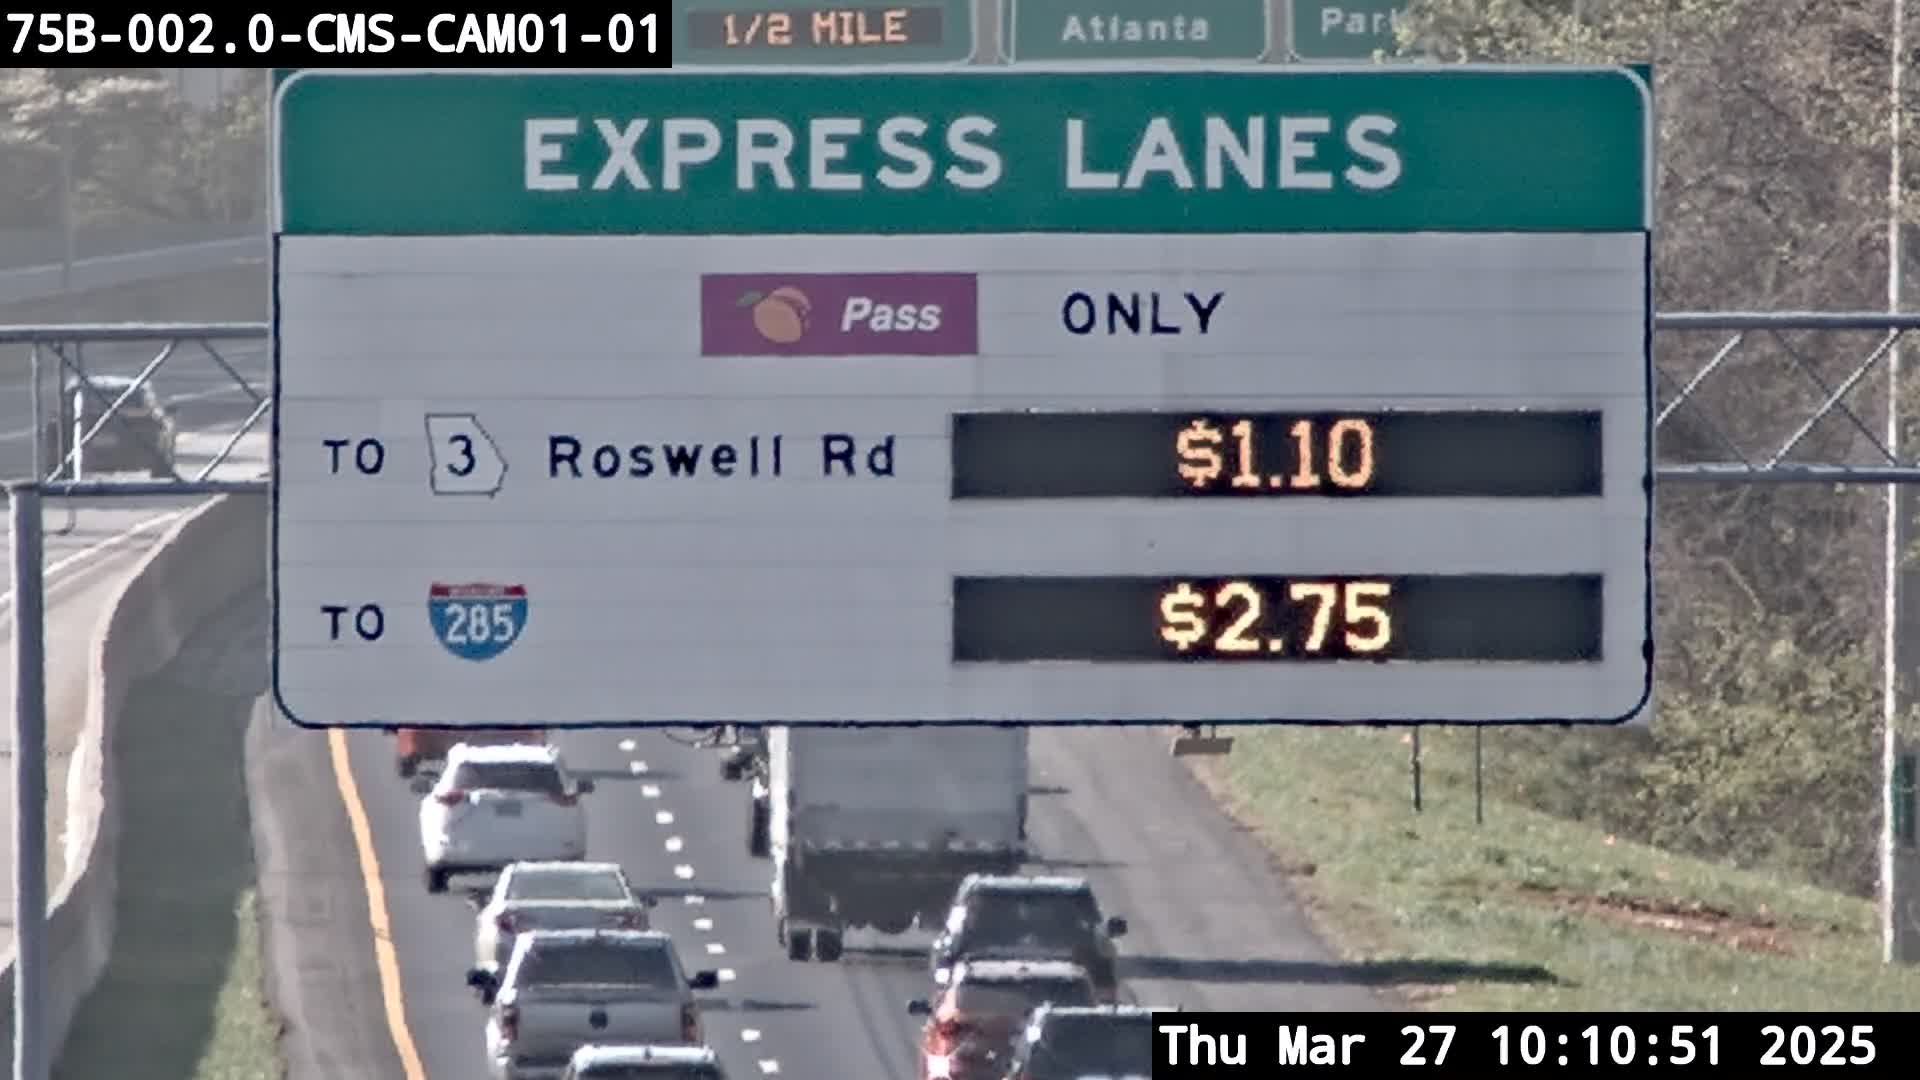 75B-002.0-CMS-CAM01-01
1/2 MILE
Atlanta
EXPRESS LANES
Pass ONLY
TO 3 Roswell Rd $1.10
TO 285 $2.75
Thu Mar 27 10:10:51 2025